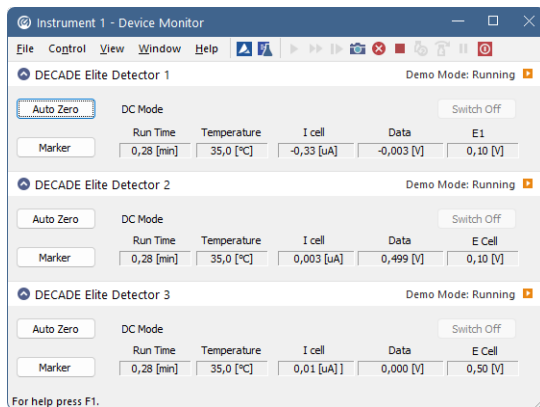 Instrument 1 - Device Monitor
File Control View Window Help
DECADE Elite Detector 1 Demo Mode: Running
Auto Zero DC Mode Switch Off
Run Time Temperature I cell Data E1
Marker 0,28 [min] 35,0 [°C] -0,33 [uA] -0,003 [V] 0,10 [V]
DECADE Elite Detector 2 Demo Mode: Running
Auto Zero DC Mode Switch Off
Run Time Temperature I cell Data E Cell
Marker 0,28 [min] 35,0 [°C] 0,003 [uA] 0,499 [V] 0,10 [V]
DECADE Elite Detector 3 Demo Mode: Running
Auto Zero DC Mode Switch Off
Run Time Temperature I cell Data E Cell
Marker 0,28 [min] 35,0 [°C] 0,01 [uA] ] 0,000 [V] 0,50 [V]
For help press F1.